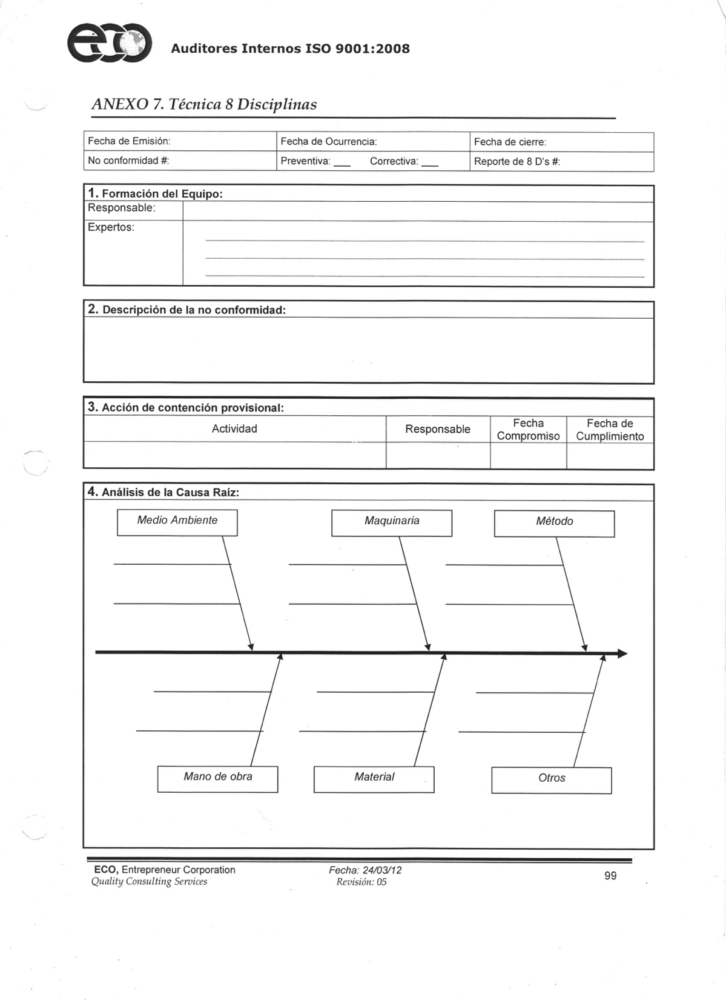 eco
Auditores Internos ISO 9001:2008
ANEXO 7. Técnica 8 Disciplinas
Fecha de Emisión: Fecha de Ocurrencia: Fecha de cierre:
No conformidad #: Preventiva: ___ Correctiva: ___ Reporte de 8 D's #:
1. Formación del Equipo:
Responsable:
Expertos:
2. Descripción de la no conformidad:
3. Acción de contención provisional:
Actividad Responsable Fecha Compromiso Fecha de Cumplimiento
4. Análisis de la Causa Raíz:
Medio Ambiente Maquinaria Método
Mano de obra Material Otros
ECO, Entrepreneur Corporation Fecha: 24/03/12 99
Quality Consulting Services Revisión: 05